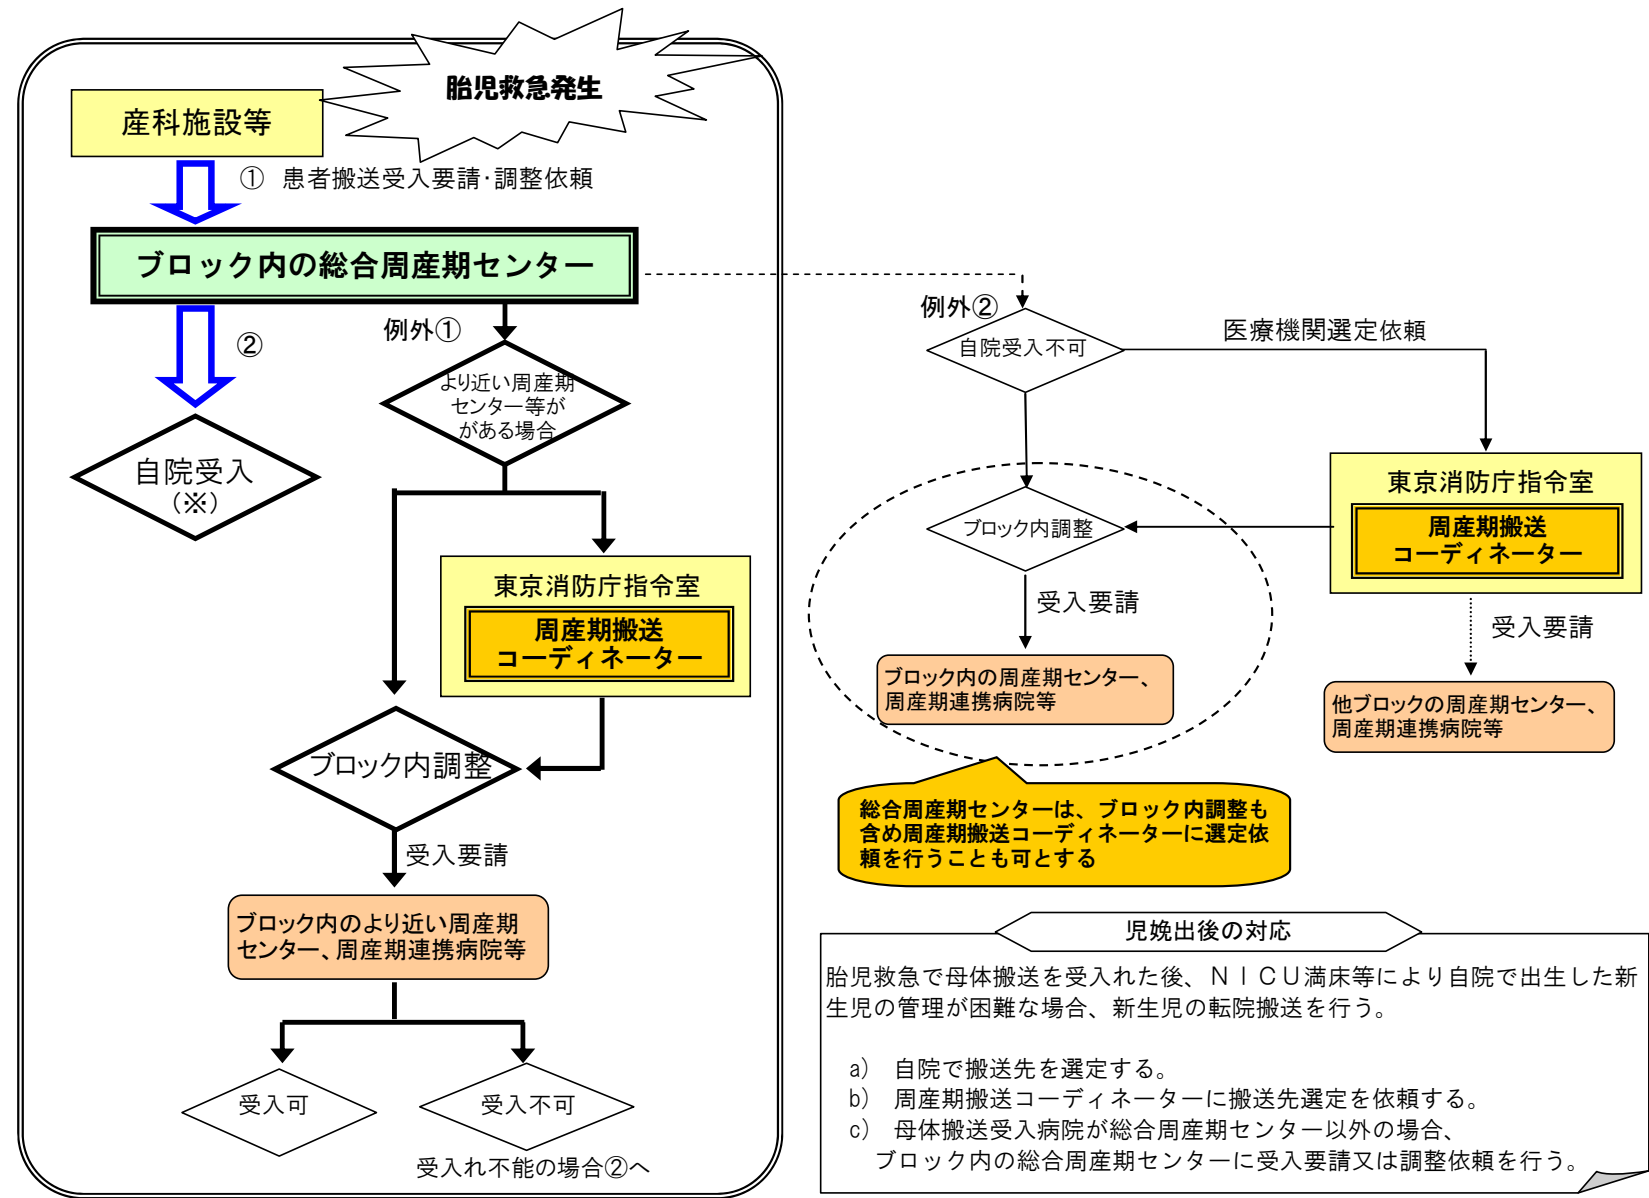 胎児救急発生
産科施設等
① 患者搬送受入要請・調整依頼
ブロック内の総合周産期センター
②
例外①
より近い周産期
センター等が
がある場合
自院受入
(※)
東京消防庁指令室
周産期搬送
コーディネーター
ブロック内調整
受入要請
ブロック内のより近い周産期
センター、周産期連携病院等
受入可
受入不可
受入れ不能の場合②へ
例外②
自院受入不可
医療機関選定依頼
東京消防庁指令室
周産期搬送
コーディネーター
ブロック内調整
受入要請
受入要請
ブロック内の周産期センター、
周産期連携病院等
他ブロックの周産期センター、
周産期連携病院等
総合周産期センターは、ブロック内調整も
含め周産期搬送コーディネーターに選定依
頼を行うことも可とする
児娩出後の対応
胎児救急で母体搬送を受入れた後、ＮＩＣＵ満床等により自院で出生した新
生児の管理が困難な場合、新生児の転院搬送を行う。
a) 自院で搬送先を選定する。
b) 周産期搬送コーディネーターに搬送先選定を依頼する。
c) 母体搬送受入病院が総合周産期センター以外の場合、
ブロック内の総合周産期センターに受入要請又は調整依頼を行う。